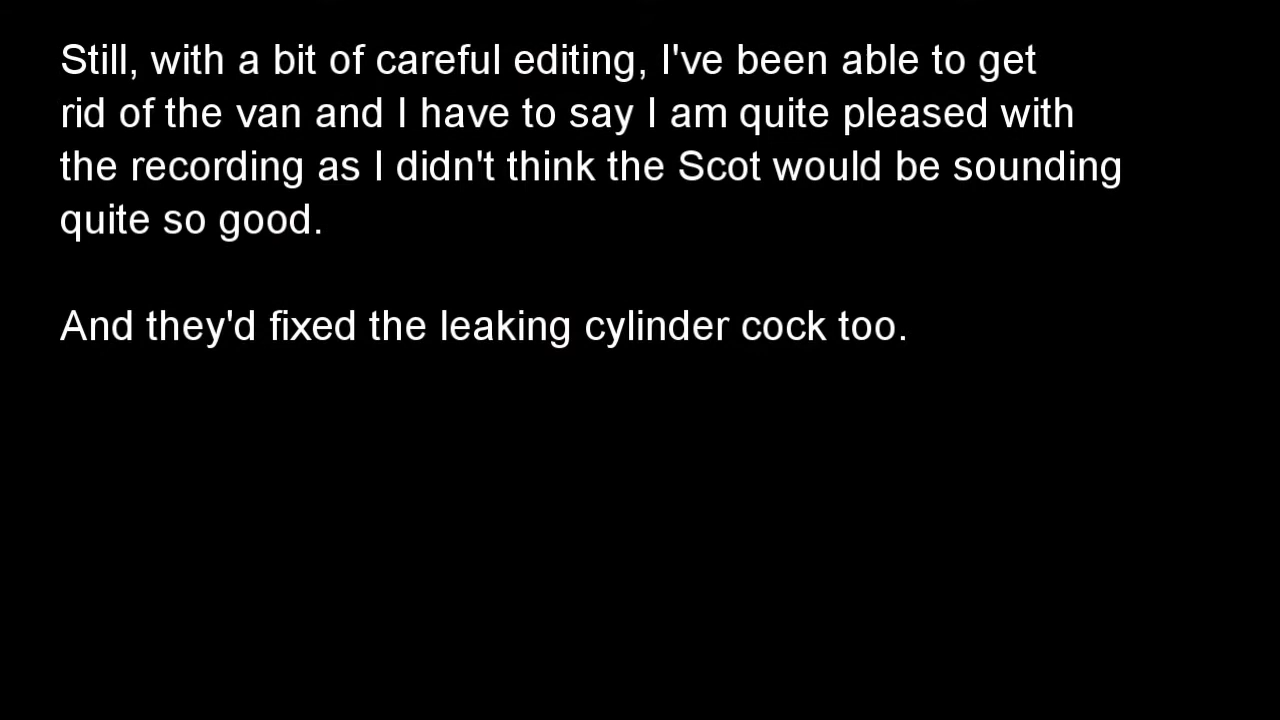 Still, with a bit of careful editing, I've been able to get
rid of the van and I have to say I am quite pleased with
the recording as I didn't think the Scot would be sounding
quite so good.
And they'd fixed the leaking cylinder cock too.